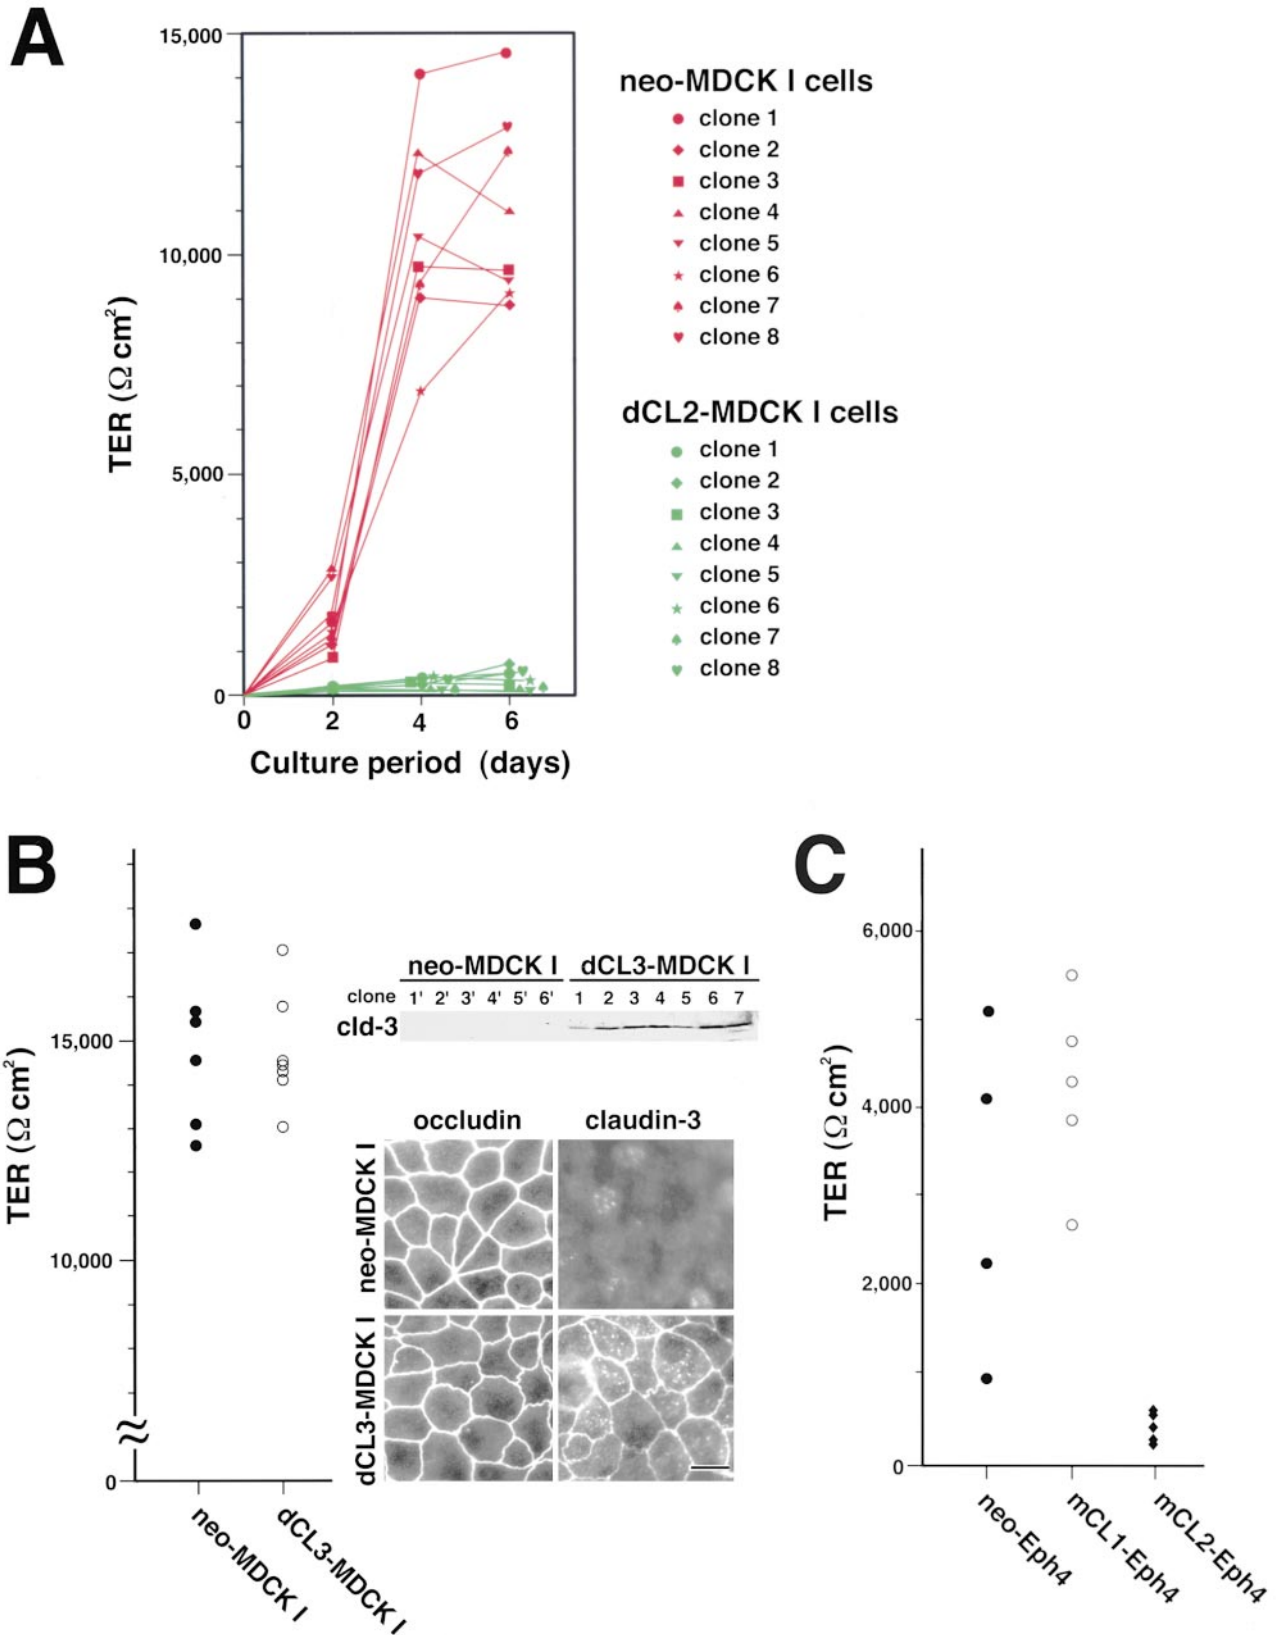 A
15,000
10,000
5,000
0
TER (Ω cm²)
0 2 4 6
Culture period (days)
neo-MDCK I cells
clone 1
clone 2
clone 3
clone 4
clone 5
clone 6
clone 7
clone 8
dCL2-MDCK I cells
clone 1
clone 2
clone 3
clone 4
clone 5
clone 6
clone 7
clone 8
B
15,000
10,000
0
TER (Ω cm²)
neo-MDCK I
dCL3-MDCK I
neo-MDCK I dCL3-MDCK I
clone 1' 2' 3' 4' 5' 6' 1 2 3 4 5 6 7
cld-3
occludin claudin-3
neo-MDCK I
dCL3-MDCK I
C
6,000
4,000
2,000
0
TER (Ω cm²)
neo-Eph4
mCL1-Eph4
mCL2-Eph4